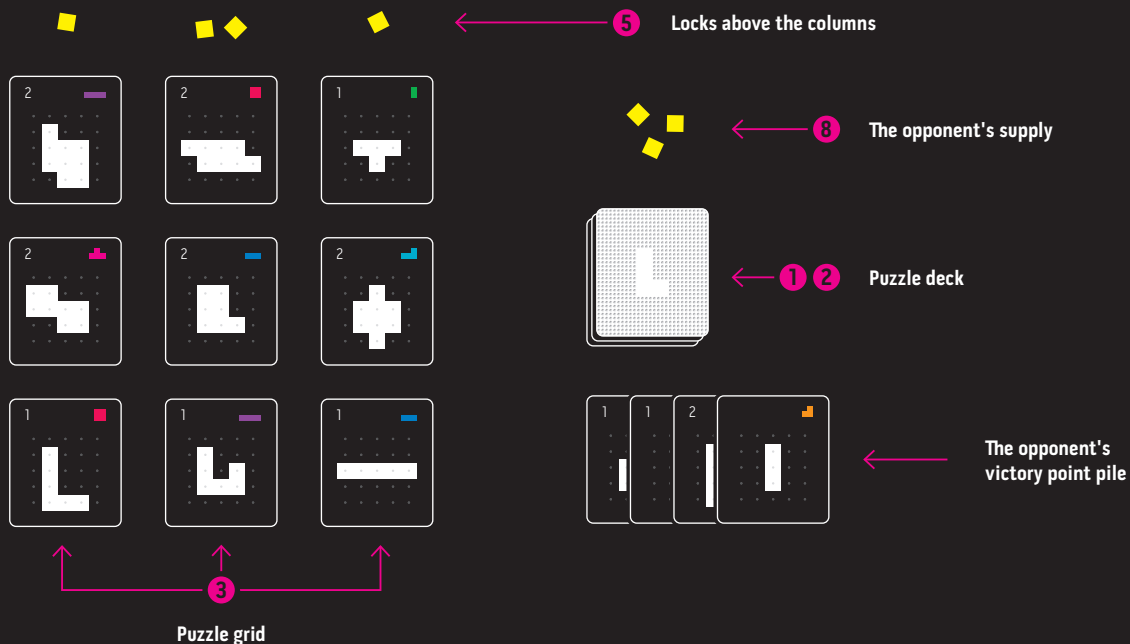 5 Locks above the columns
2 2 1
8 The opponent's supply
2 2 2
1 2 Puzzle deck
1 1 1
1 1 2
The opponent's
victory point pile
3
Puzzle grid